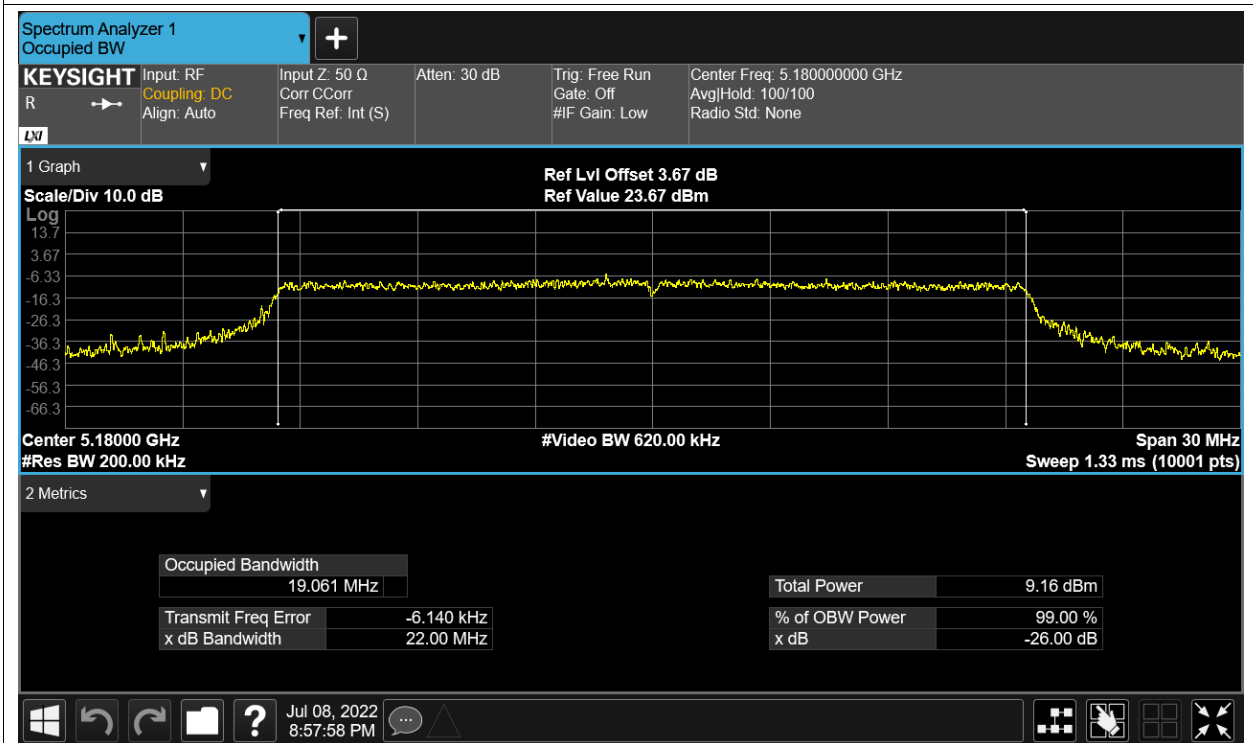 Spectrum Analyzer 1
Occupied BW
KEYSIGHT
R
LXI
Input: RF
Coupling: DC
Align: Auto
Input Z: 50 Ω
Corr CCorr
Freq Ref: Int (S)
Atten: 30 dB
Trig: Free Run
Gate: Off
#IF Gain: Low
Center Freq: 5.180000000 GHz
Avg|Hold: 100/100
Radio Std: None
1 Graph
Scale/Div 10.0 dB
Ref Lvl Offset 3.67 dB
Ref Value 23.67 dBm
Log
13.7
3.67
-6.33
-16.3
-26.3
-36.3
-46.3
-56.3
-66.3
Center 5.18000 GHz
#Res BW 200.00 kHz
#Video BW 620.00 kHz
Span 30 MHz
Sweep 1.33 ms (10001 pts)
2 Metrics
Occupied Bandwidth
19.061 MHz
Transmit Freq Error -6.140 kHz
x dB Bandwidth 22.00 MHz
Total Power 9.16 dBm
% of OBW Power 99.00 %
x dB -26.00 dB
?
Jul 08, 2022
8:57:58 PM